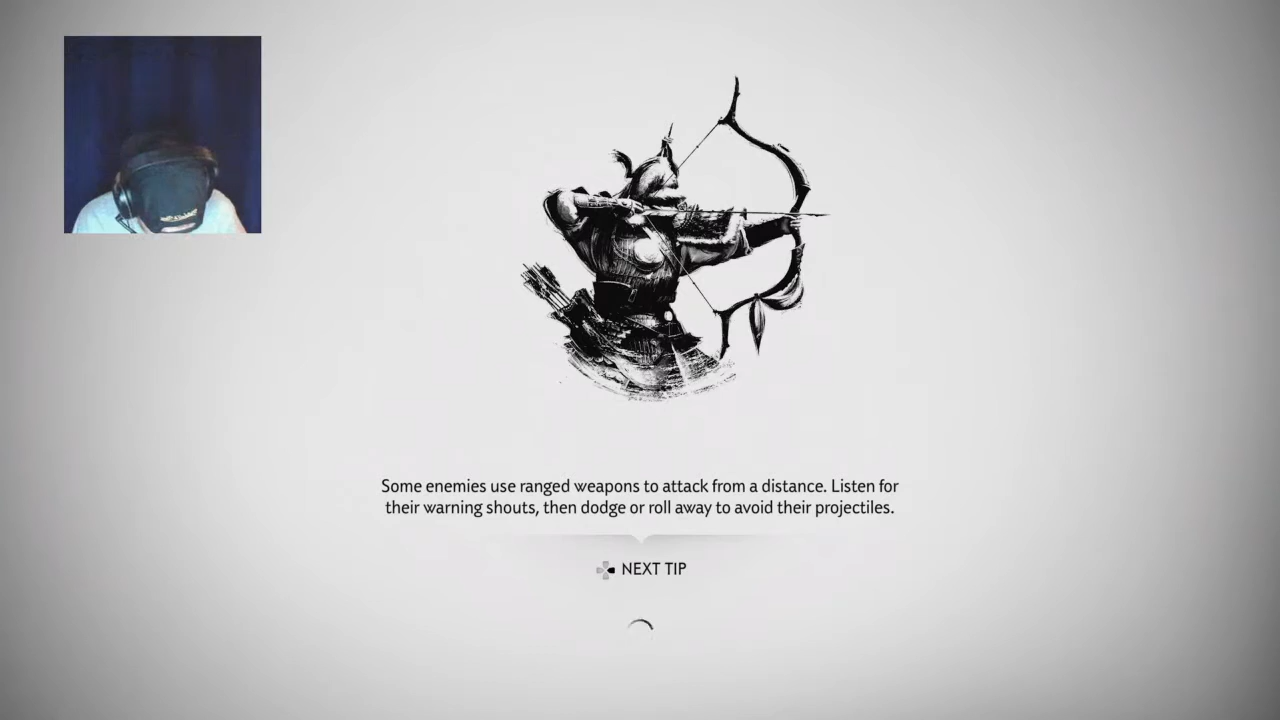 Some enemies use ranged weapons to attack from a distance. Listen for
their warning shouts, then dodge or roll away to avoid their projectiles.
NEXT TIP